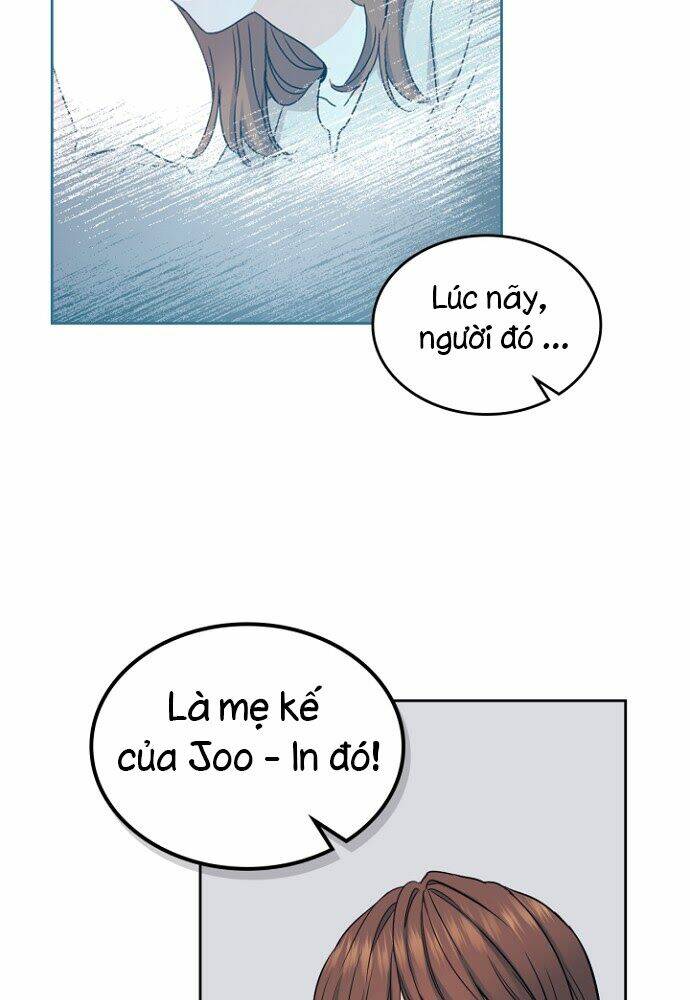 Lúc nãy,
người đó ...
Là mẹ kế
của Joo - In đó!